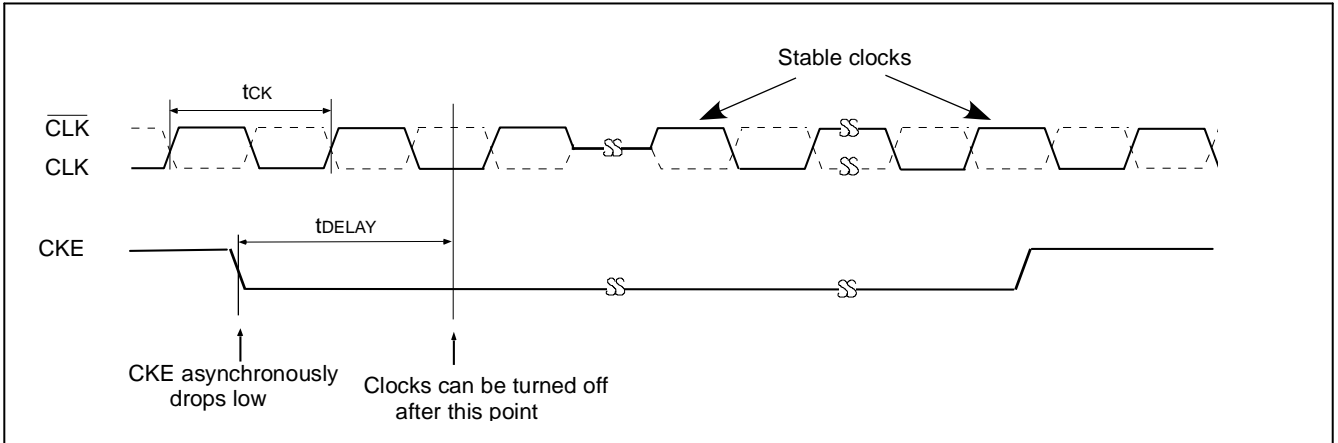 Stable clocks
tCK
CLK
CLK
tDELAY
CKE
CKE asynchronously
drops low
Clocks can be turned off
after this point